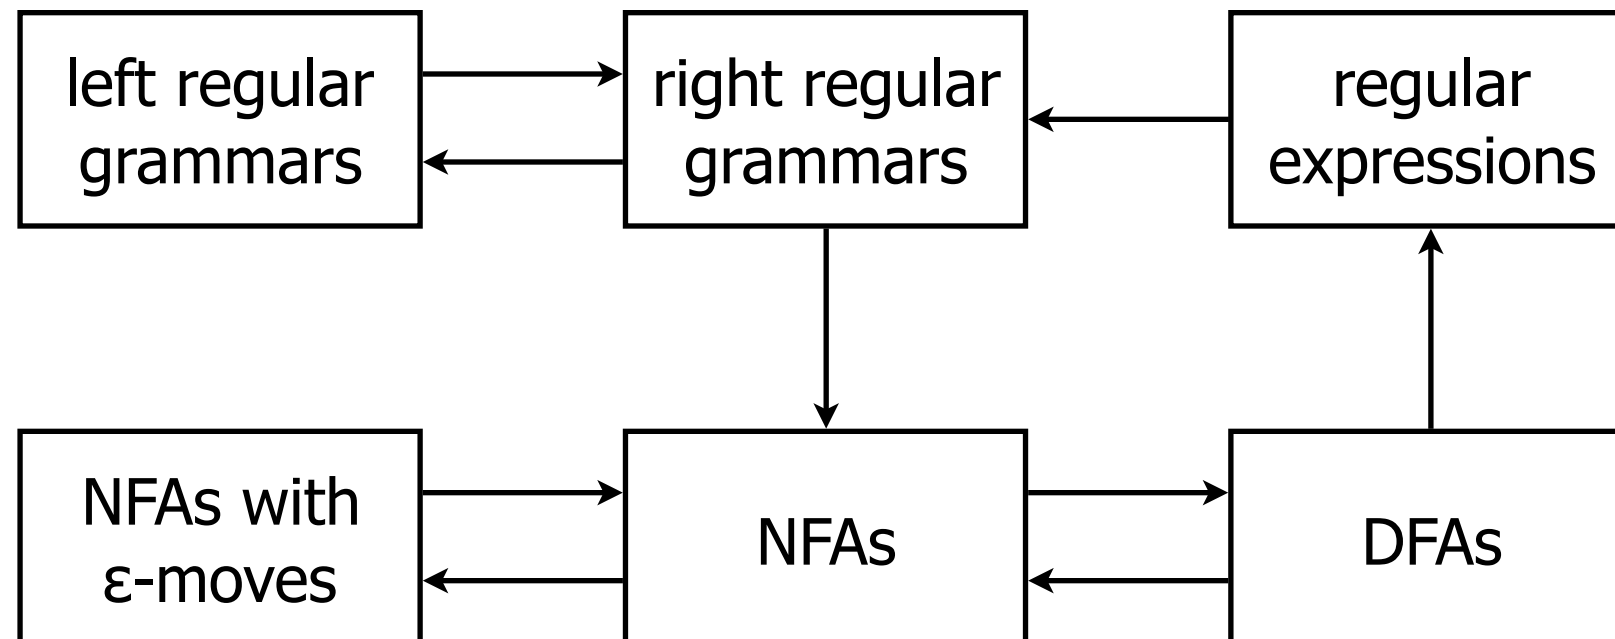 left regular
grammars
right regular
grammars
regular
expressions
NFAs with
ε-moves
NFAs
DFAs